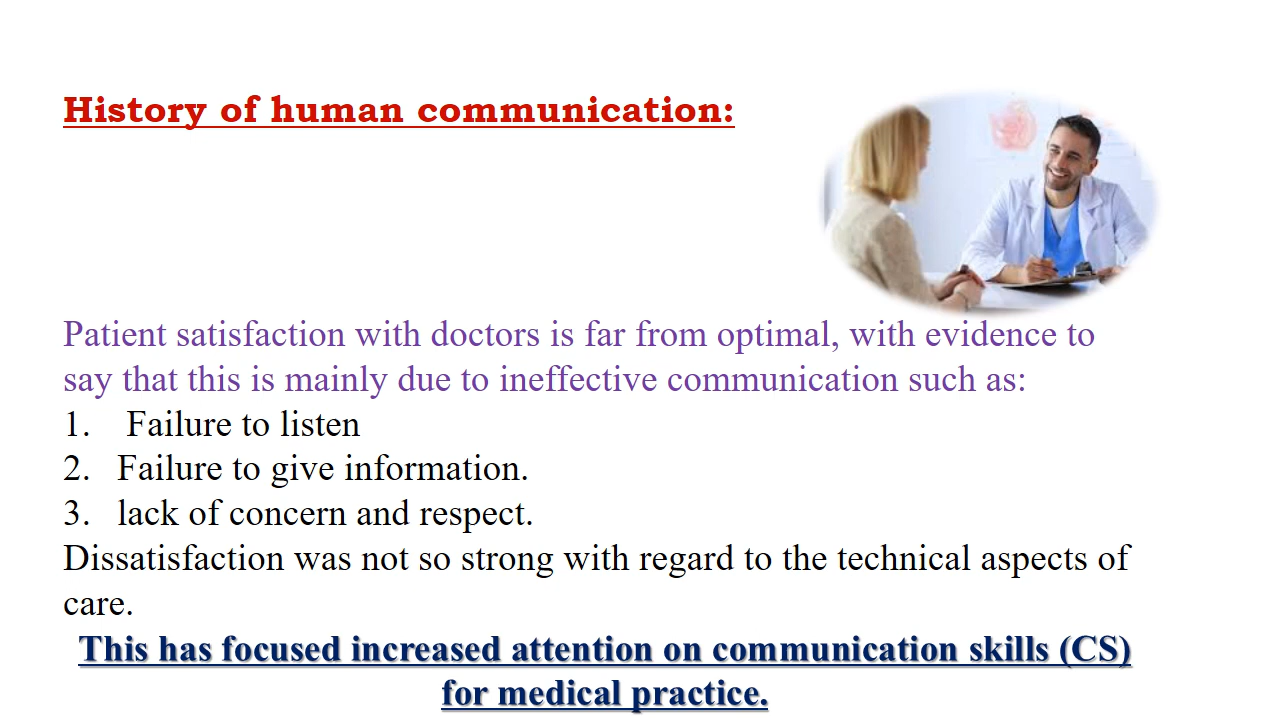 History of human communication:
Patient satisfaction with doctors is far from optimal, with evidence to
say that this is mainly due to ineffective communication such as:
1. Failure to listen
2. Failure to give information.
3. lack of concern and respect.
Dissatisfaction was not so strong with regard to the technical aspects of
care.
This has focused increased attention on communication skills (CS)
for medical practice.